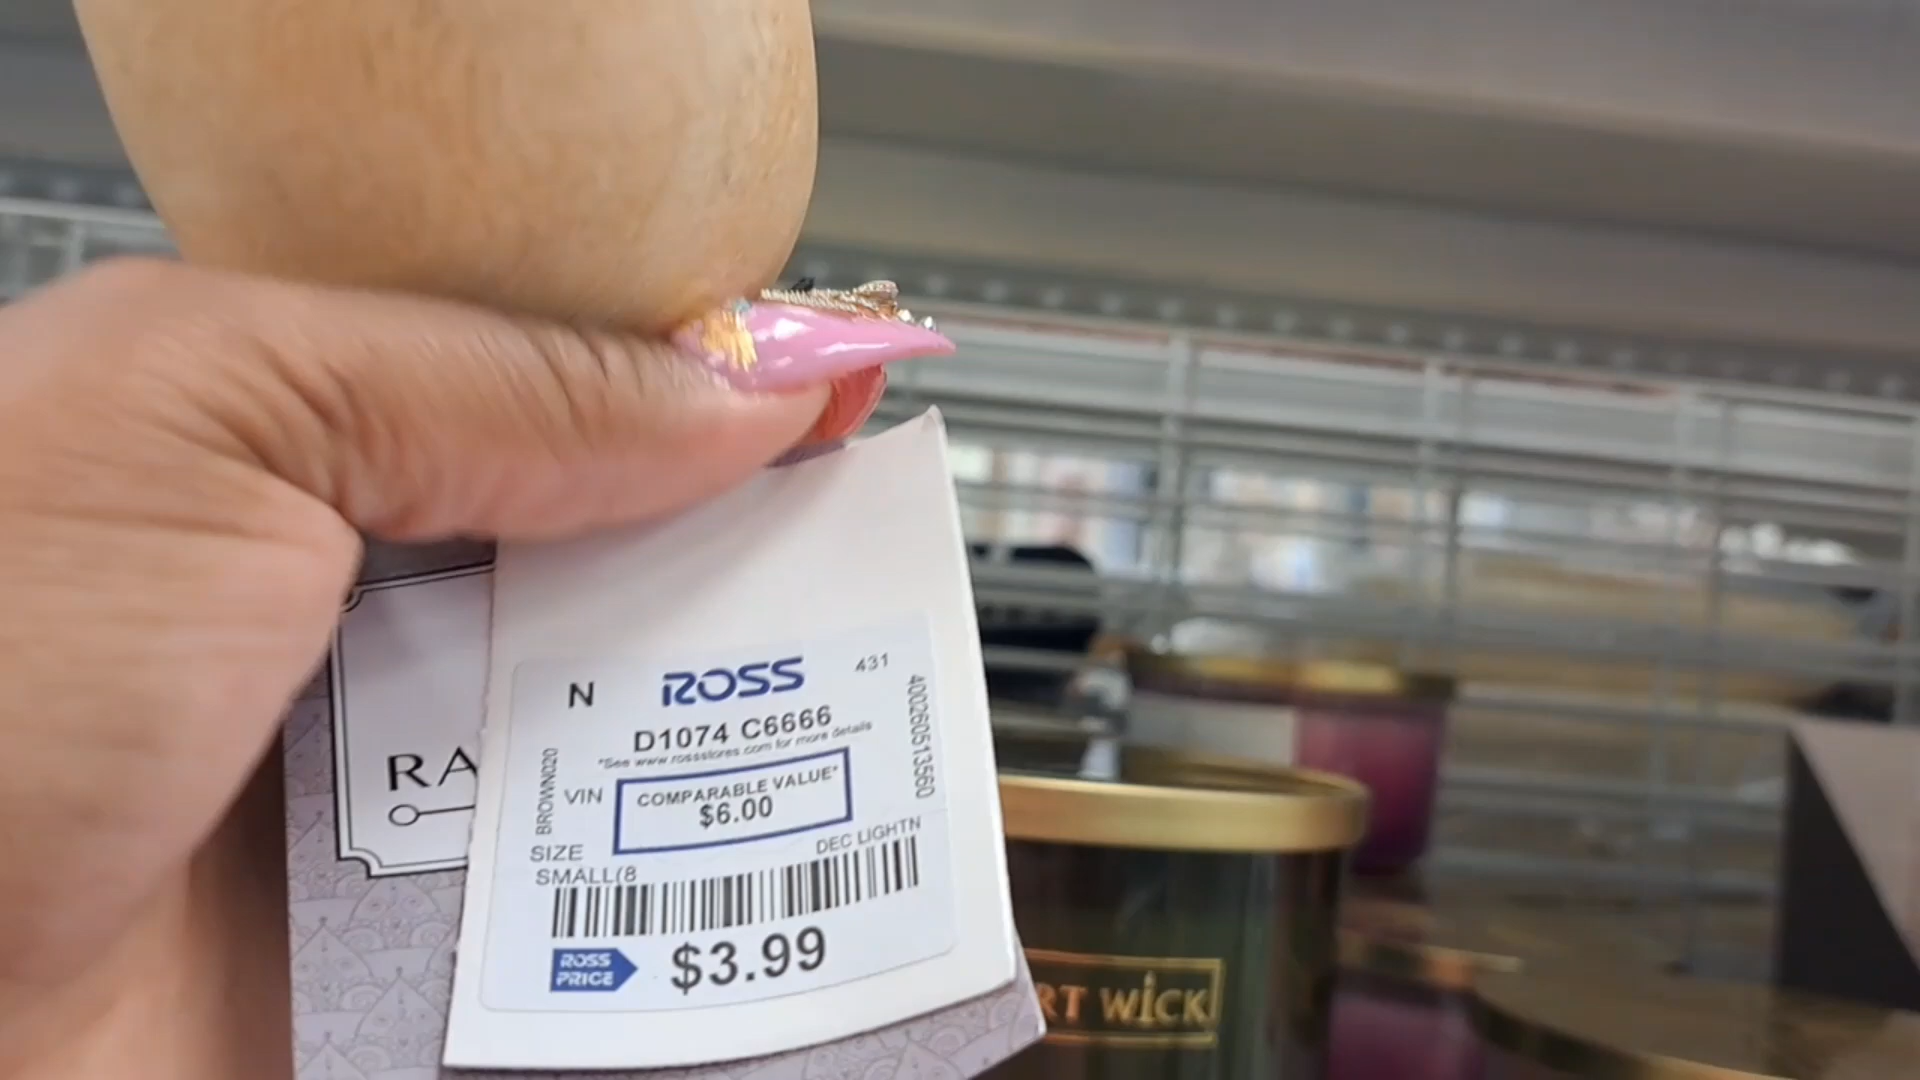 N ROSS 431
D1074 C6666
*See www.rossstores.com for more details
400260513560
BROWN020
VIN
COMPARABLE VALUE*
$6.00
SIZE
DEC LIGHTN
SMALL(8
ROSS
PRICE
$3.99
RA
RT WICK